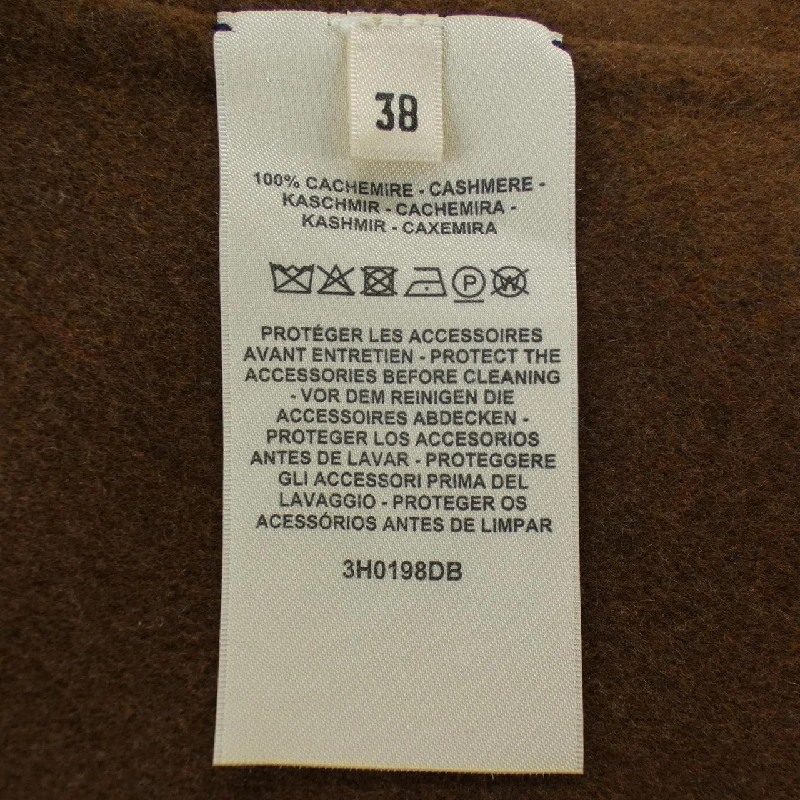 38
100% CACHEMIRE - CASHMERE -
KASCHMIR - CACHEMIRA -
KASHMIR - CAXEMIRA
P W
PROTÉGER LES ACCESSOIRES
AVANT ENTRETIEN - PROTECT THE
ACCESSORIES BEFORE CLEANING
- VOR DEM REINIGEN DIE
ACCESSOIRES ABDECKEN -
PROTEGER LOS ACCESORIOS
ANTES DE LAVAR - PROTEGGERE
GLI ACCESSORI PRIMA DEL
LAVAGGIO - PROTEGER OS
ACESSÓRIOS ANTES DE LIMPAR
3H0198DB